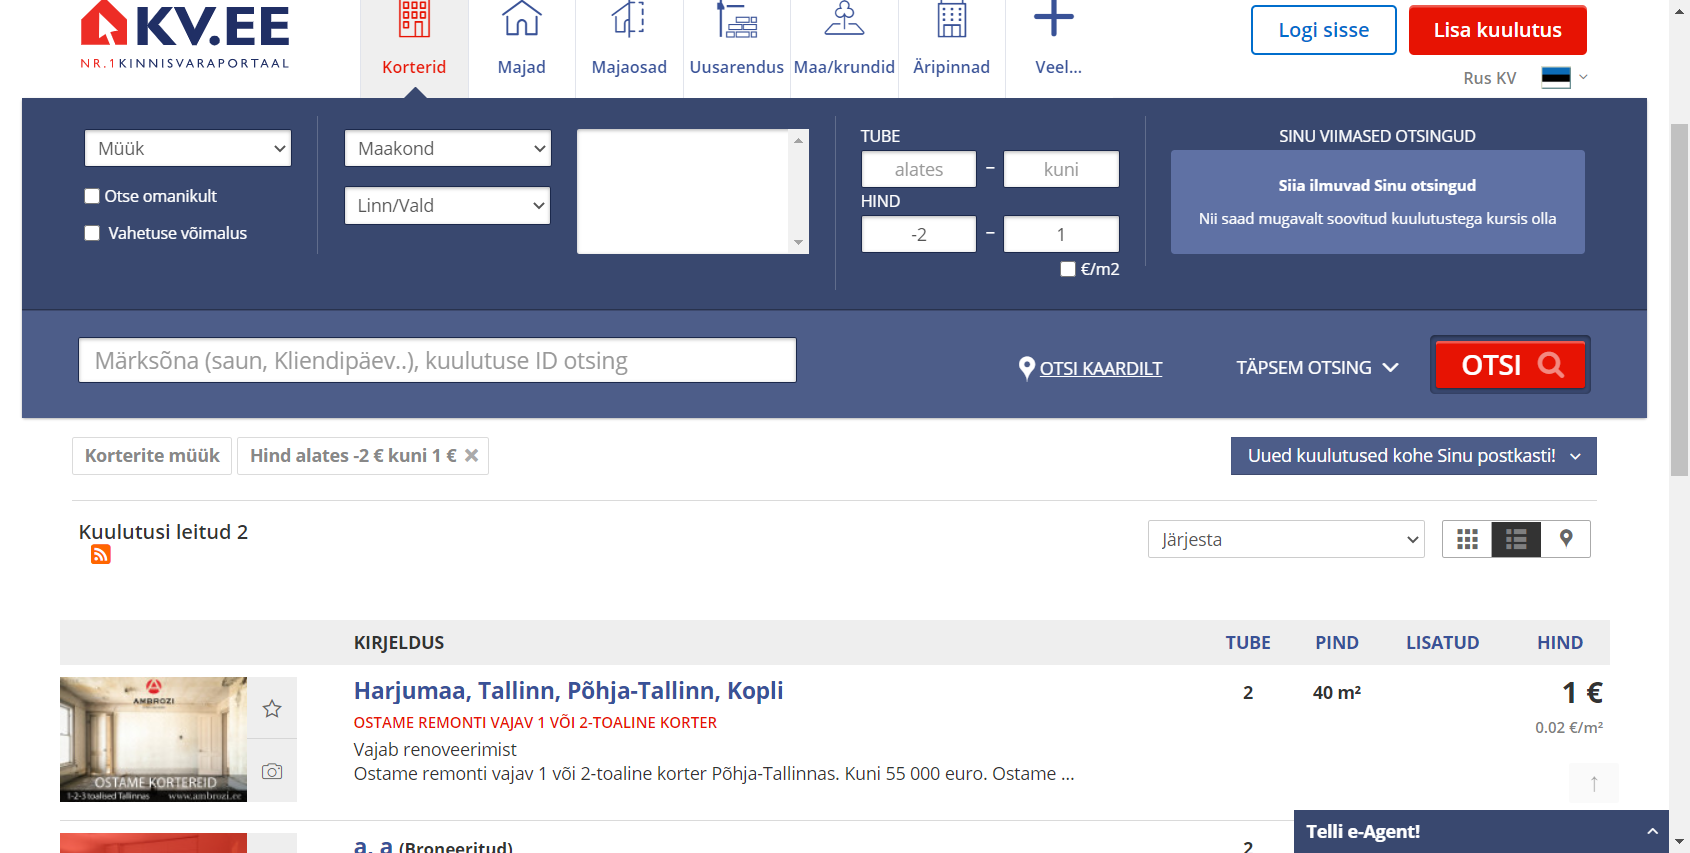 KV.EE
NR.1KINNISVARAPORTAAL
Korterid
Majad
Majaosad
Uusarendus
Maa/krundid
Äripinnad
Veel...
Logi sisse
Lisa kuulutus
Rus KV
Müük
Otse omanikult
Vahetuse võimalus
Maakond
Linn/Vald
TUBE
alates – kuni
HIND
-2 – 1
€/m2
SINU VIIMASED OTSINGUD
Siia ilmuvad Sinu otsingud
Nii saad mugavalt soovitud kuulutustega kursis olla
Märksõna (saun, Kliendipäev..), kuulutuse ID otsing
OTSI KAARDILT
TÄPSEM OTSING
OTSI
Korterite müük
Hind alates -2 € kuni 1 €
Uued kuulutused kohe Sinu postkasti!
Kuulutusi leitud 2
Järjesta
KIRJELDUS TUBE PIND LISATUD HIND
AMBROZI
OSTAME KORTEREID
1-2-3 toalised Tallinnas www.ambrozi.ee
Harjumaa, Tallinn, Põhja-Tallinn, Kopli 2 40 m² 1 €
OSTAME REMONTI VAJAV 1 VÕI 2-TOALINE KORTER 0.02 €/m²
Vajab renoveerimist
Ostame remonti vajav 1 või 2-toaline korter Põhja-Tallinnas. Kuni 55 000 euro. Ostame ...
Telli e-Agent!
a. a (Broneeritud) 2